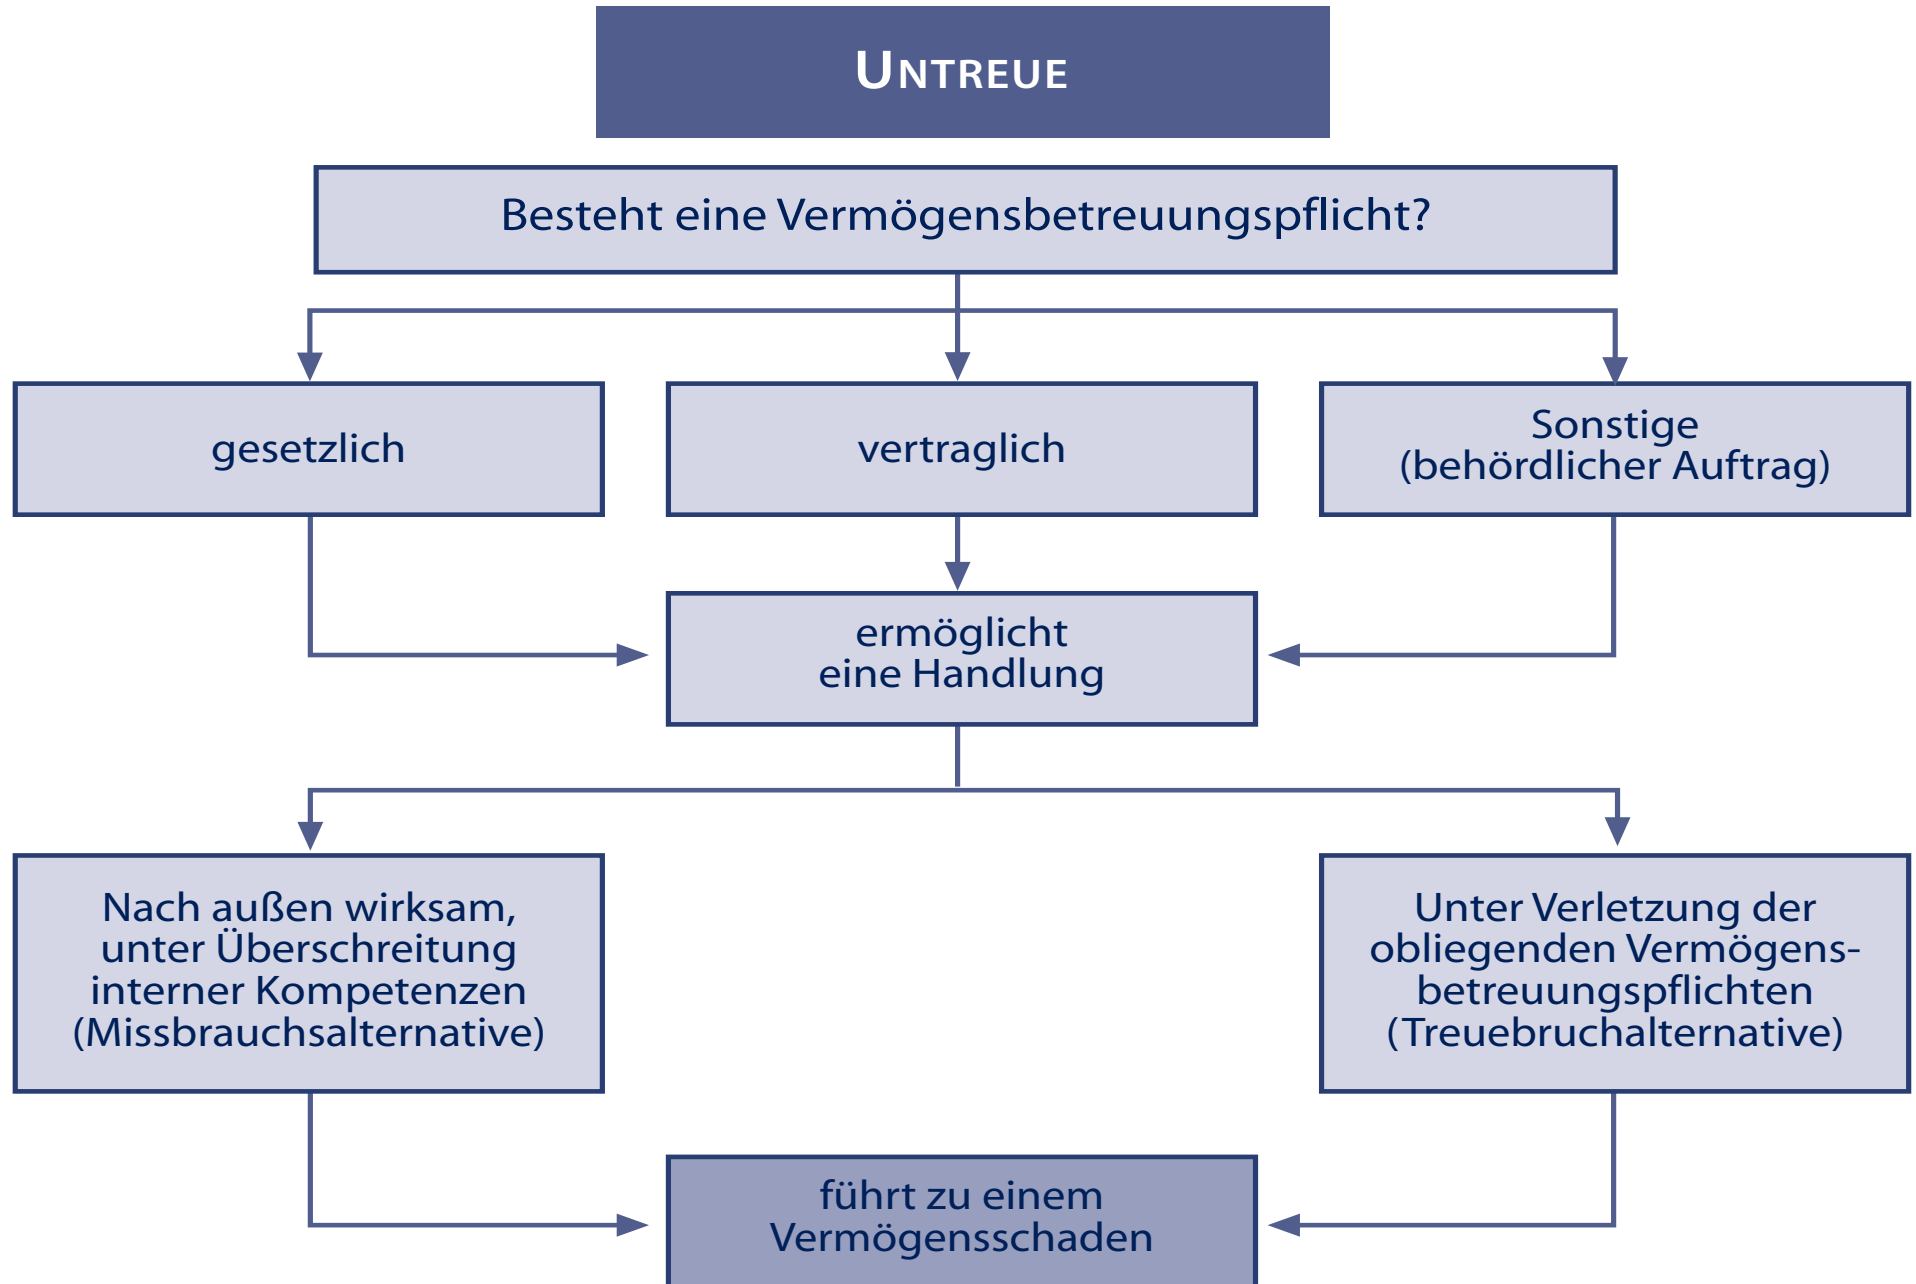 UNTREUE
Besteht eine Vermögensbetreuungspflicht?
gesetzlich
vertraglich
Sonstige
(behördlicher Auftrag)
ermöglicht
eine Handlung
Nach außen wirksam,
unter Überschreitung
interner Kompetenzen
(Missbrauchsalternative)
Unter Verletzung der
obliegenden Vermögens-
betreuungspflichten
(Treuebruchalternative)
führt zu einem
Vermögensschaden